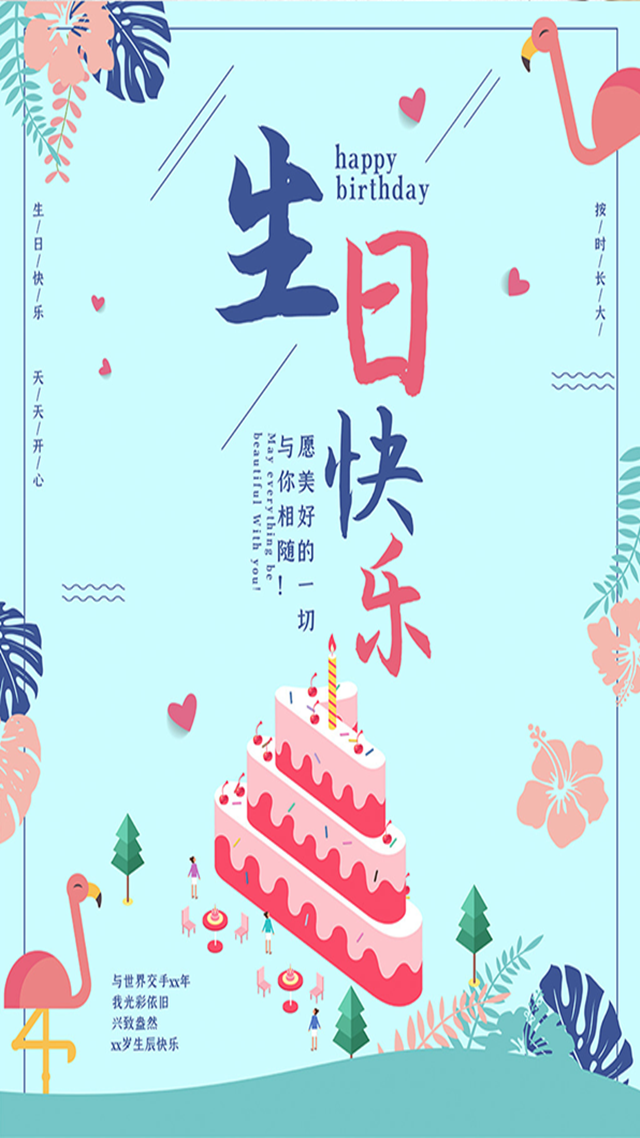 生日快乐
happy
birthday
生/日/快/乐
天/天/开/心
按/时/长/大/
愿美好的一切
与你相随！
May everything be
beautiful With you!
与世界交手xx年
我光彩依旧
兴致盎然
xx岁生辰快乐